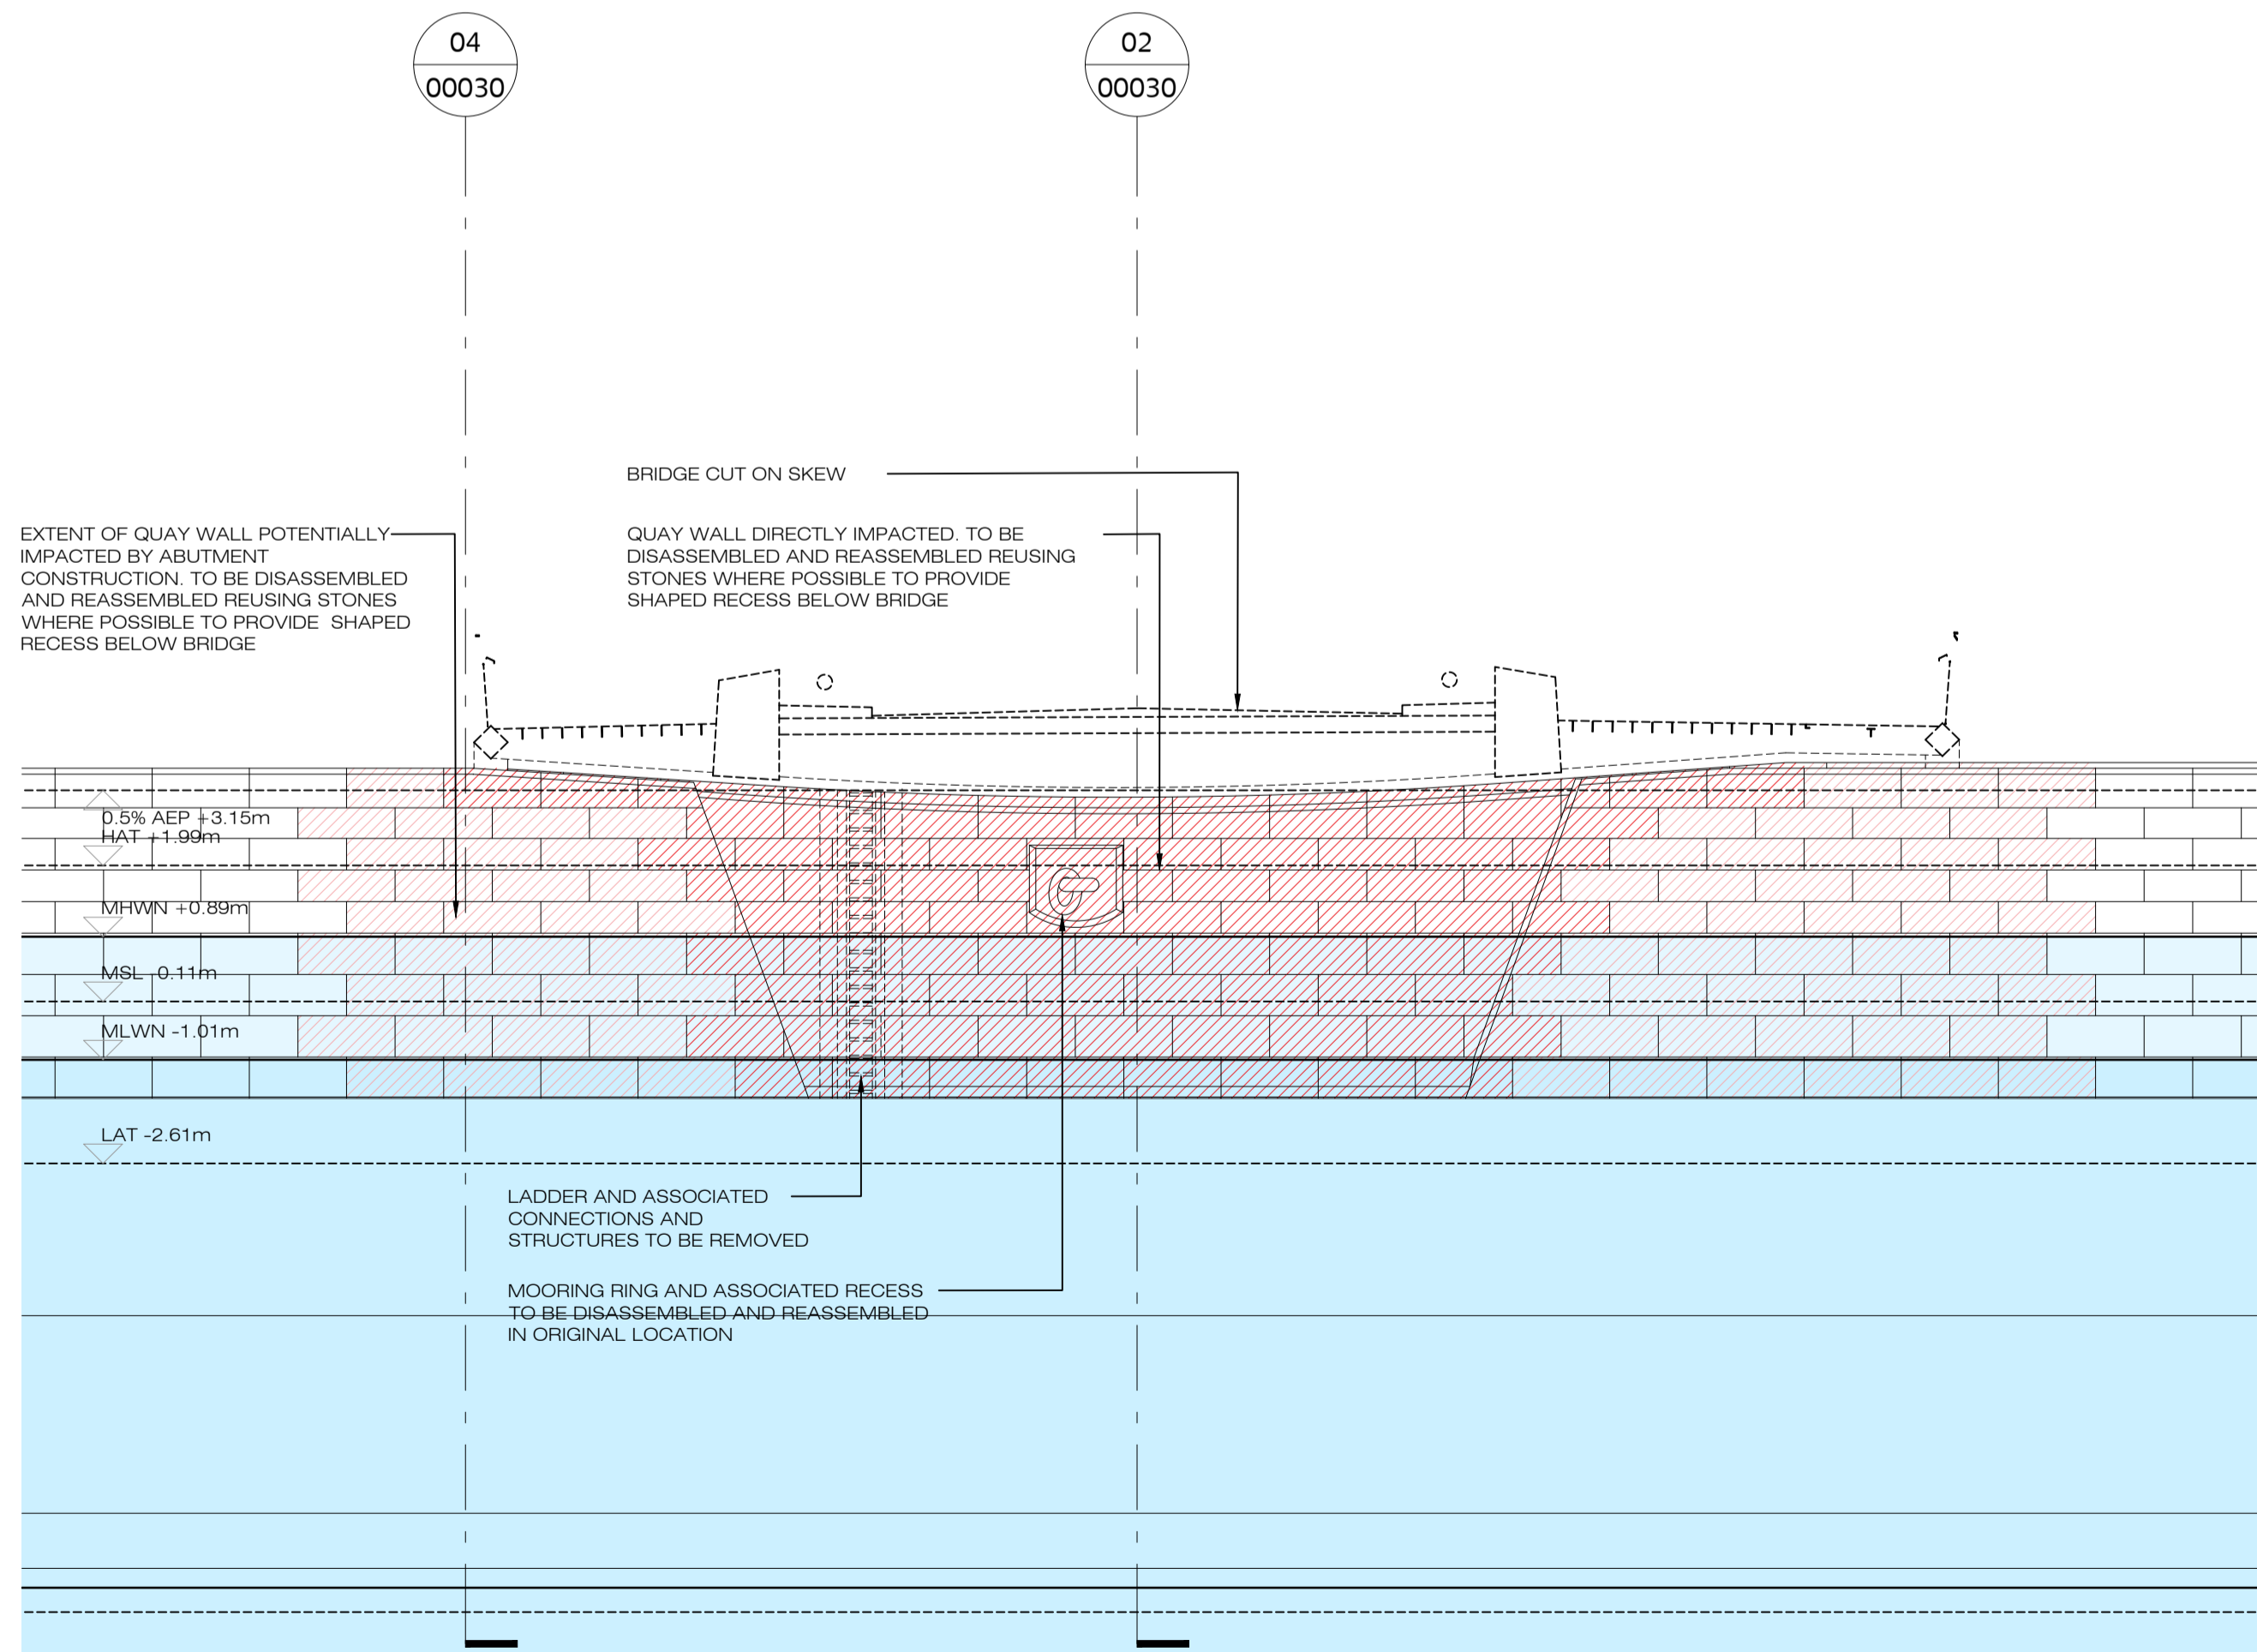 04
00030
02
00030
BRIDGE CUT ON SKEW
EXTENT OF QUAY WALL POTENTIALLY
IMPACTED BY ABUTMENT
CONSTRUCTION. TO BE DISASSEMBLED
AND REASSEMBLED REUSING STONES
WHERE POSSIBLE TO PROVIDE SHAPED
RECESS BELOW BRIDGE
QUAY WALL DIRECTLY IMPACTED. TO BE
DISASSEMBLED AND REASSEMBLED REUSING
STONES WHERE POSSIBLE TO PROVIDE
SHAPED RECESS BELOW BRIDGE
0.5% AEP +3.15m
HAT +1.99m
MHWN +0.89m
MSL -0.11m
MLWN -1.01m
LAT -2.61m
LADDER AND ASSOCIATED
CONNECTIONS AND
STRUCTURES TO BE REMOVED
MOORING RING AND ASSOCIATED RECESS
TO BE DISASSEMBLED AND REASSEMBLED
IN ORIGINAL LOCATION